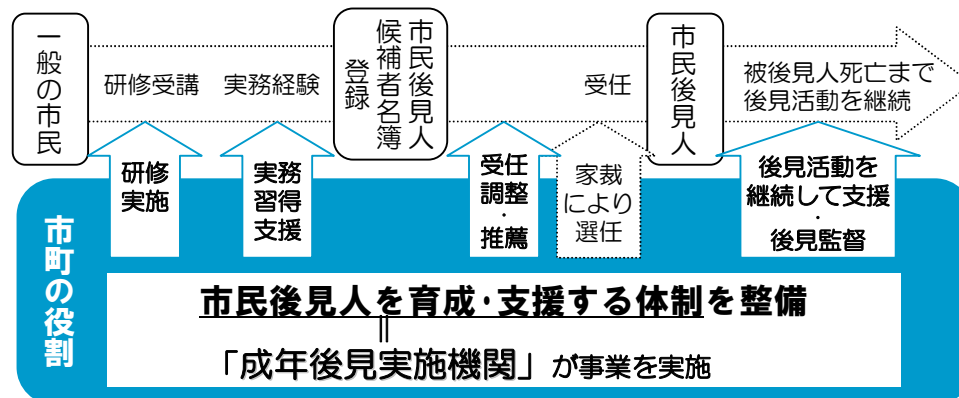 一般の市民
研修受講
実務経験
市民後見人
候補者名簿
登録
受任
市民後見人
被後見人死亡まで
後見活動を継続
研修
実施
実務
習得
支援
受任
調整
・
推薦
家裁
により
選任
後見活動を
継続して支援
・
後見監督
市町の役割
市民後見人を育成・支援する体制を整備
||
「成年後見実施機関」が事業を実施